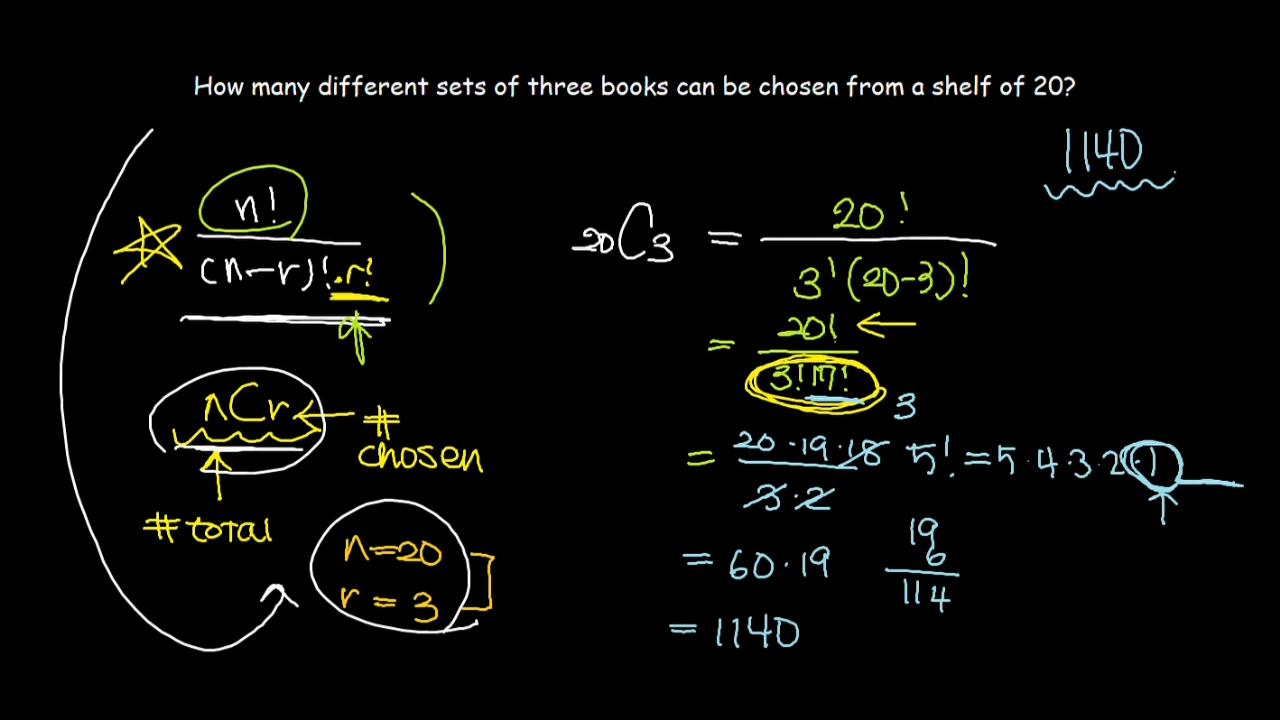 How many different sets of three books can be chosen from a shelf of 20?
1140
n!
(n-r)!·r!
nCr ← #
chosen
# total
n=20
r = 3
20C3 = 20!
3'(20-3)!
= 20! ←
3!17!
3
= 20·19·18
3·2
5! = 5·4·3·2·1
= 60·19
19
6
114
= 1140